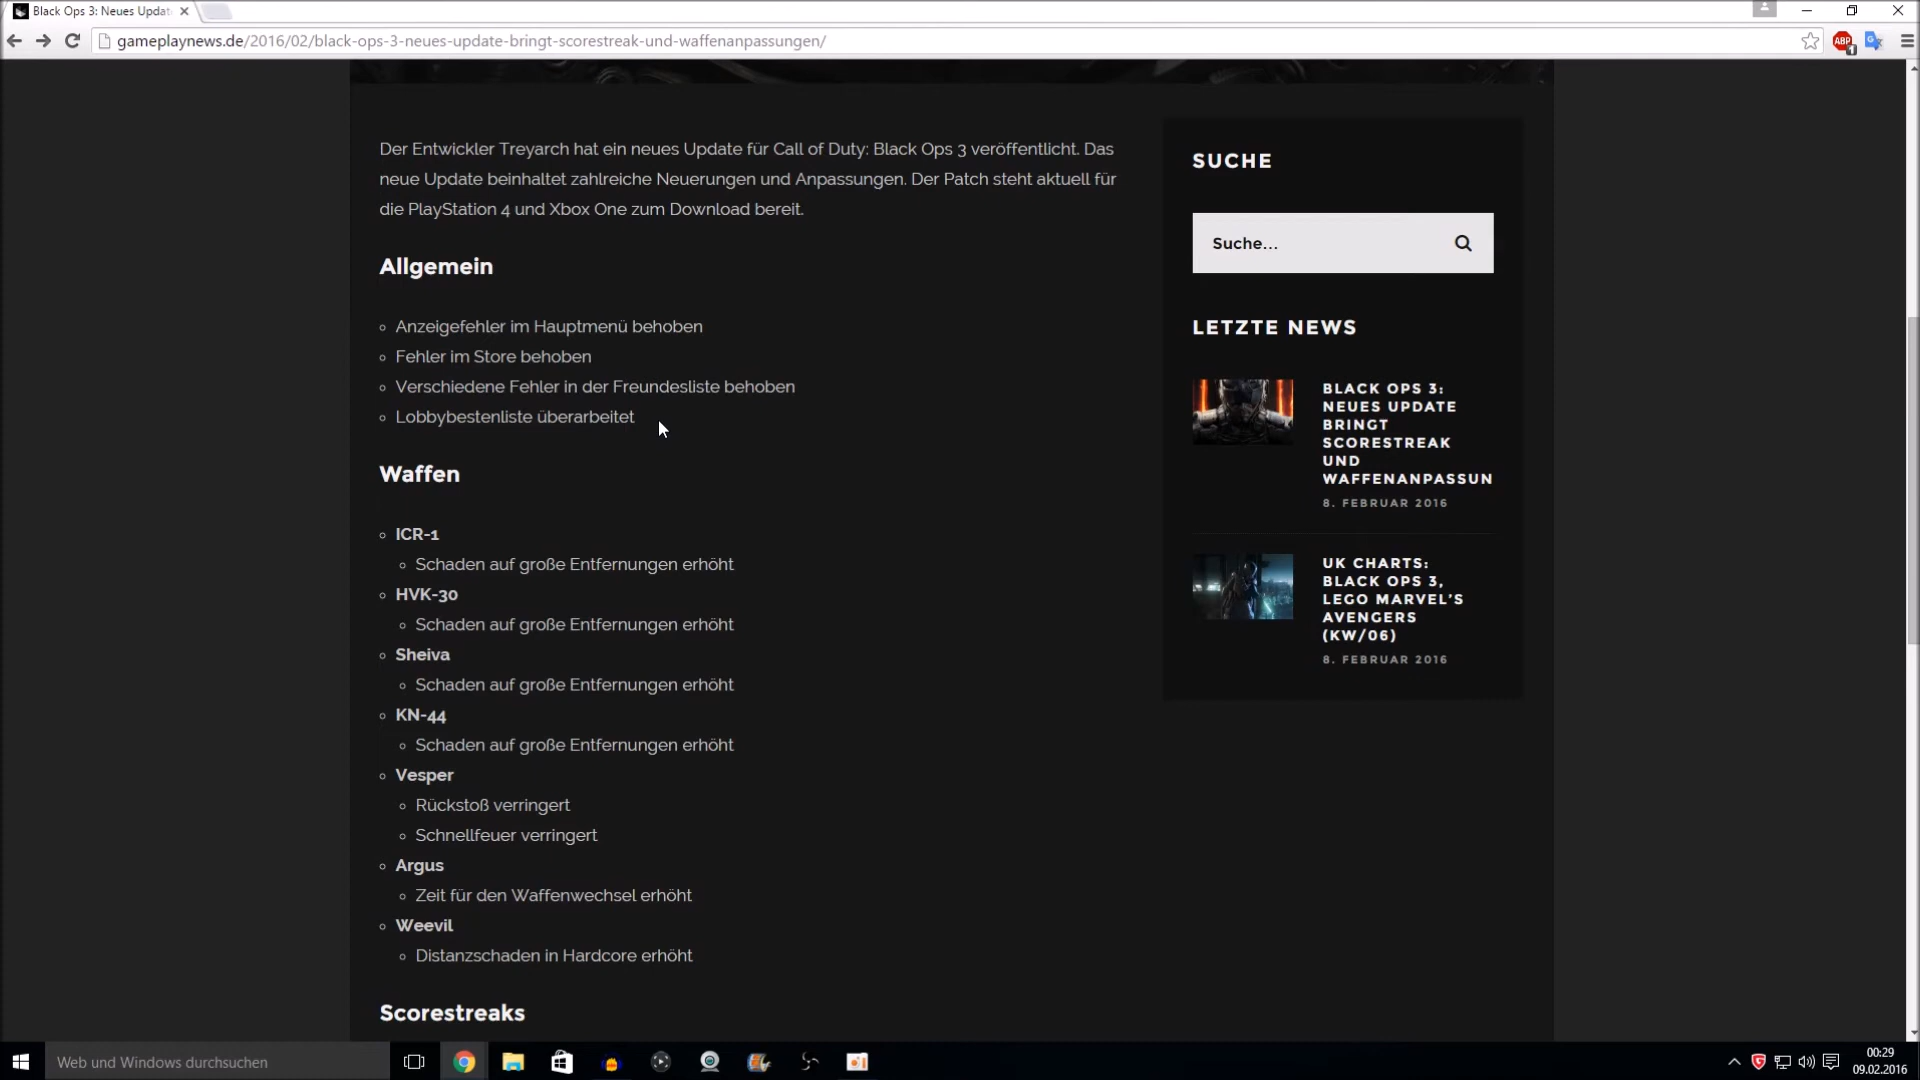 Black Ops 3: Neues Updat
gameplaynews.de/2016/02/black-ops-3-neues-update-bringt-scorestreak-und-waffenanpassungen/
ABP
1
Der Entwickler Treyarch hat ein neues Update für Call of Duty: Black Ops 3 veröffentlicht. Das
neue Update beinhaltet zahlreiche Neuerungen und Anpassungen. Der Patch steht aktuell für
die PlayStation 4 und Xbox One zum Download bereit.
Allgemein
Anzeigefehler im Hauptmenü behoben
Fehler im Store behoben
Verschiedene Fehler in der Freundesliste behoben
Lobbybestenliste überarbeitet
Waffen
ICR-1
Schaden auf große Entfernungen erhöht
HVK-30
Schaden auf große Entfernungen erhöht
Sheiva
Schaden auf große Entfernungen erhöht
KN-44
Schaden auf große Entfernungen erhöht
Vesper
Rückstoß verringert
Schnellfeuer verringert
Argus
Zeit für den Waffenwechsel erhöht
Weevil
Distanzschaden in Hardcore erhöht
Scorestreaks
SUCHE
Suche...
LETZTE NEWS
BLACK OPS 3:
NEUES UPDATE
BRINGT
SCORESTREAK
UND
WAFFENANPASSUN
8. FEBRUAR 2016
UK CHARTS:
BLACK OPS 3,
LEGO MARVEL'S
AVENGERS
(KW/06)
8. FEBRUAR 2016
Web und Windows durchsuchen
00:29
09.02.2016